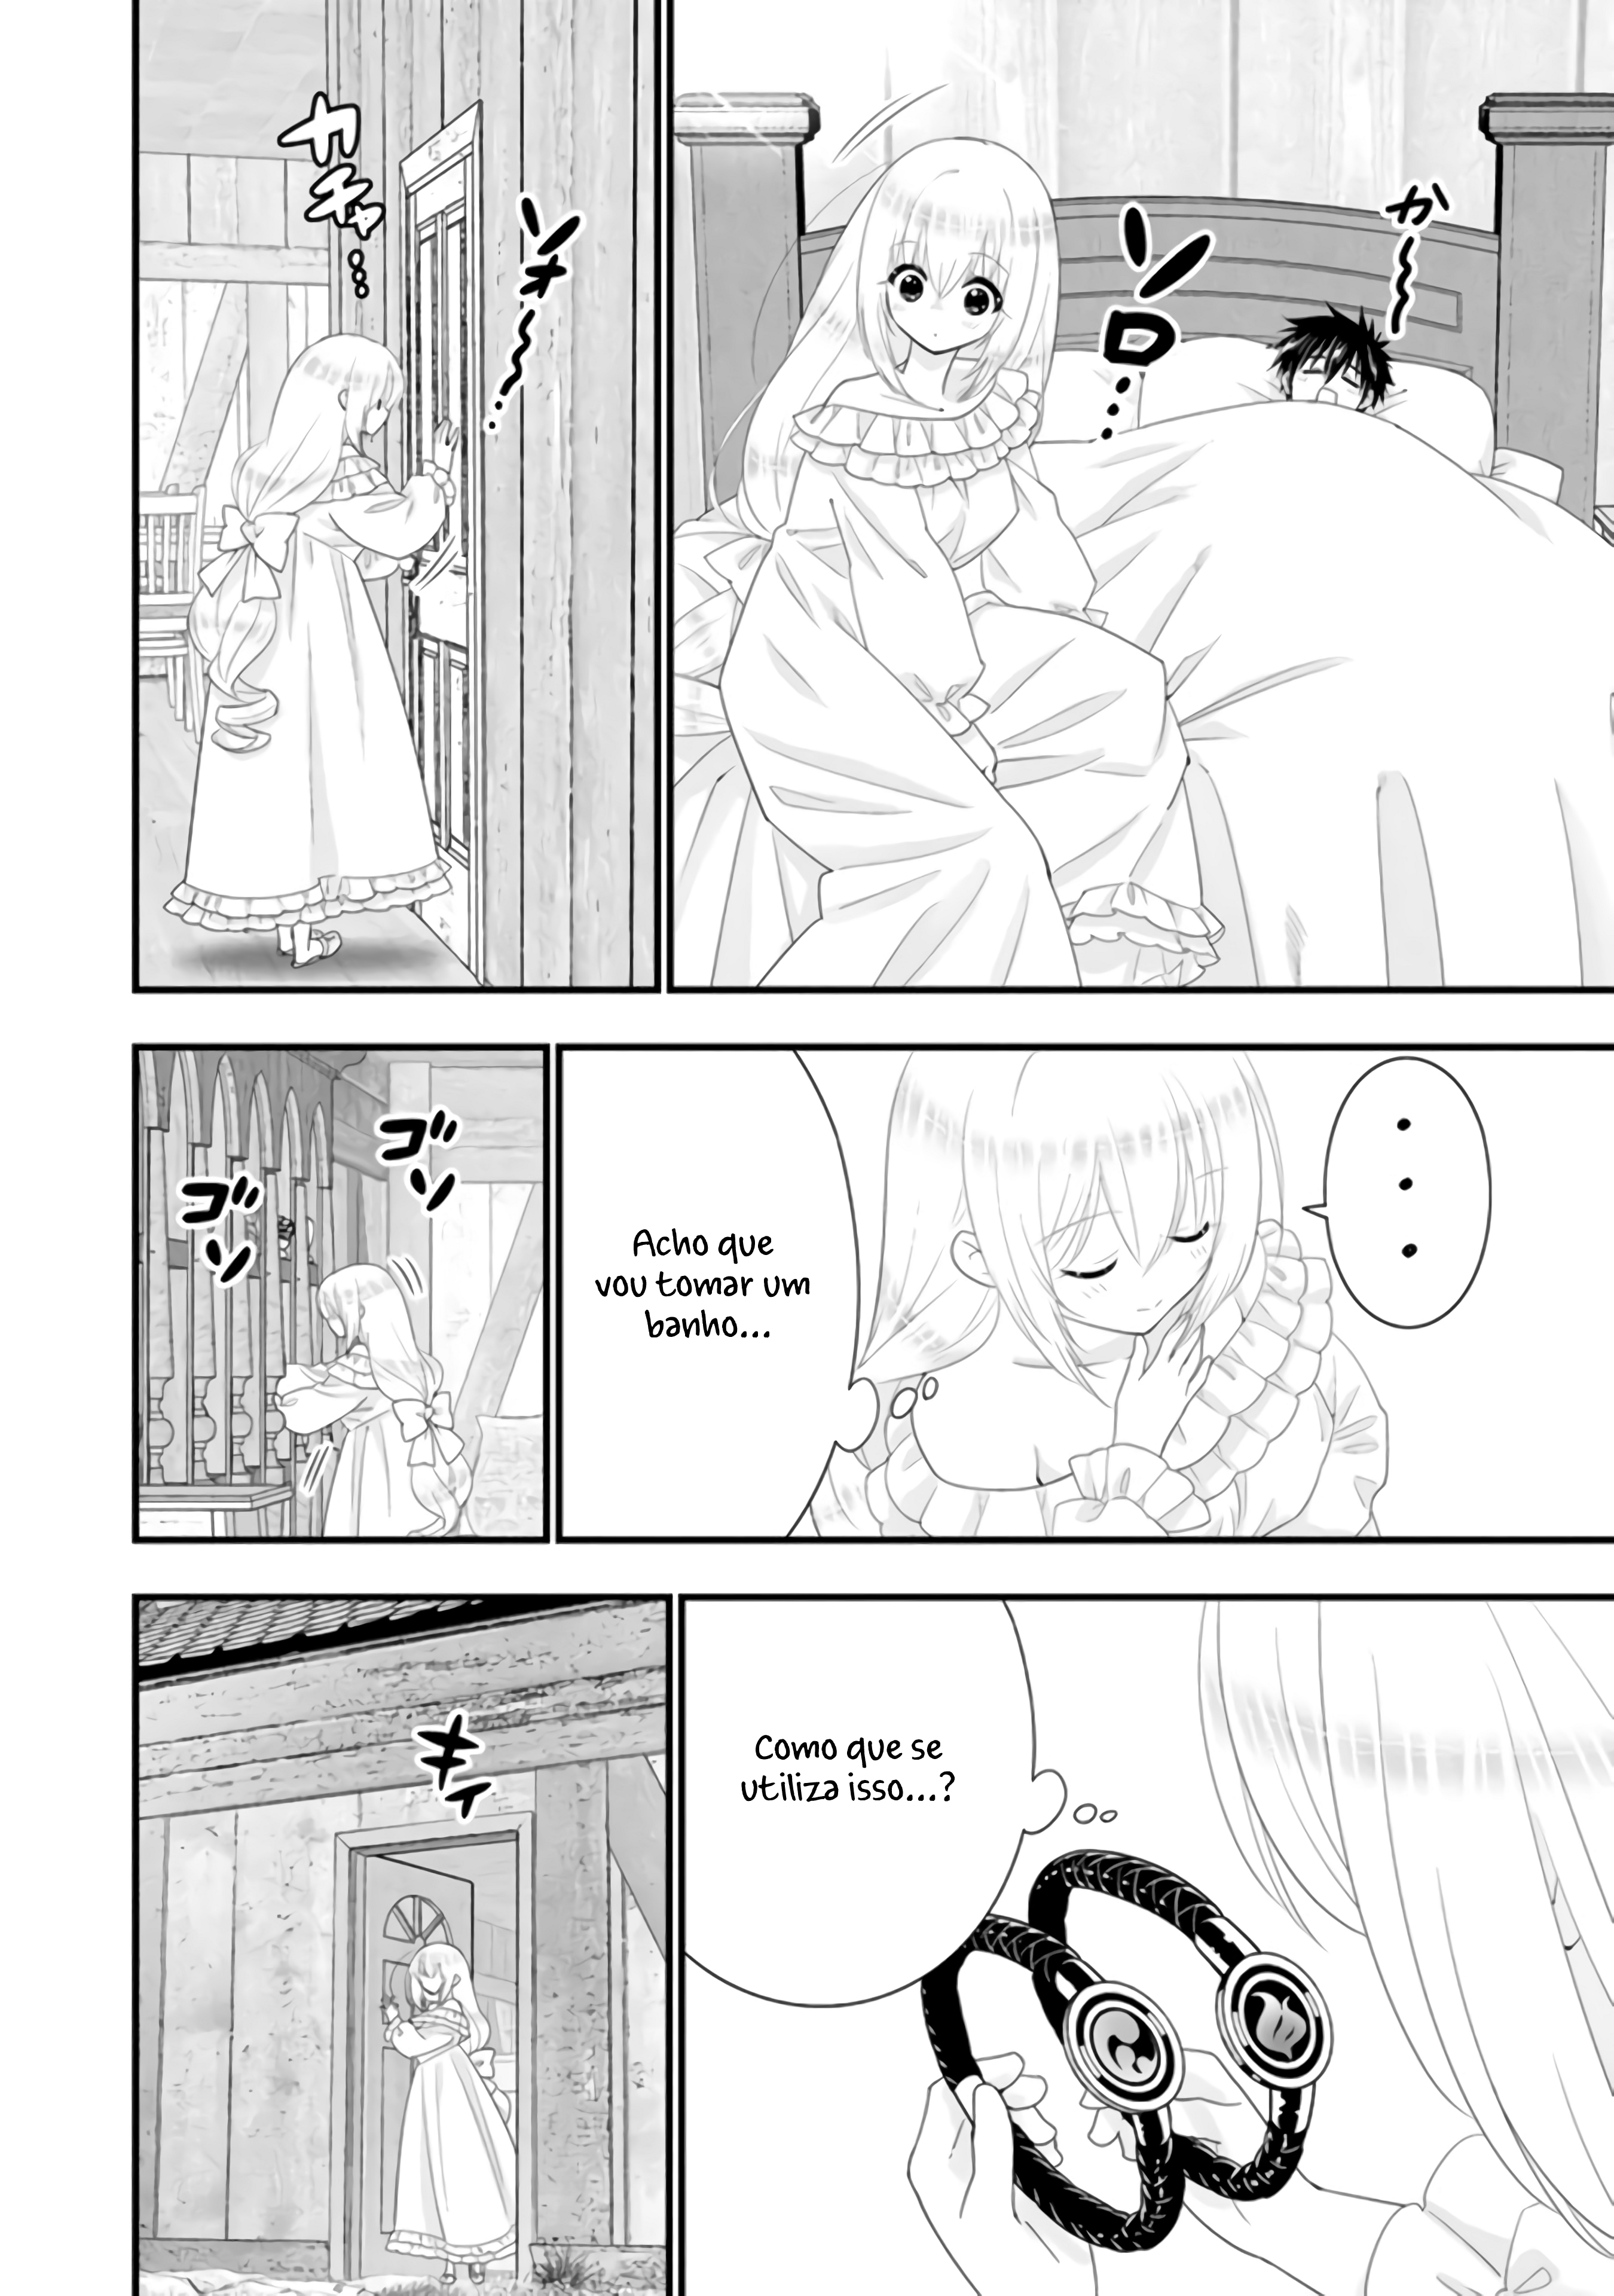 か〜
ソロ…
カチャ…
ソォ〜…
・・・
Acho que
vou tomar um
banho...
ゴソ
ゴソ
Como que se
utiliza isso...?
キィ